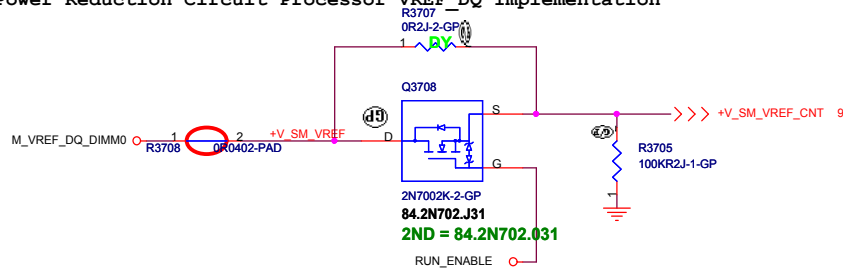 Power Reduction Circuit Processor VREF_DQ Implementation
R3707
0R2J-2-GP
1
DY
Q3708
S
+V_SM_VREF_CNT 9
M_VREF_DQ_DIMM0
1
2
+V_SM_VREF
D
R3708
0R0402-PAD
G
R3705
100KR2J-1-GP
1
2N7002K-2-GP
84.2N702.J31
2ND = 84.2N702.031
RUN_ENABLE